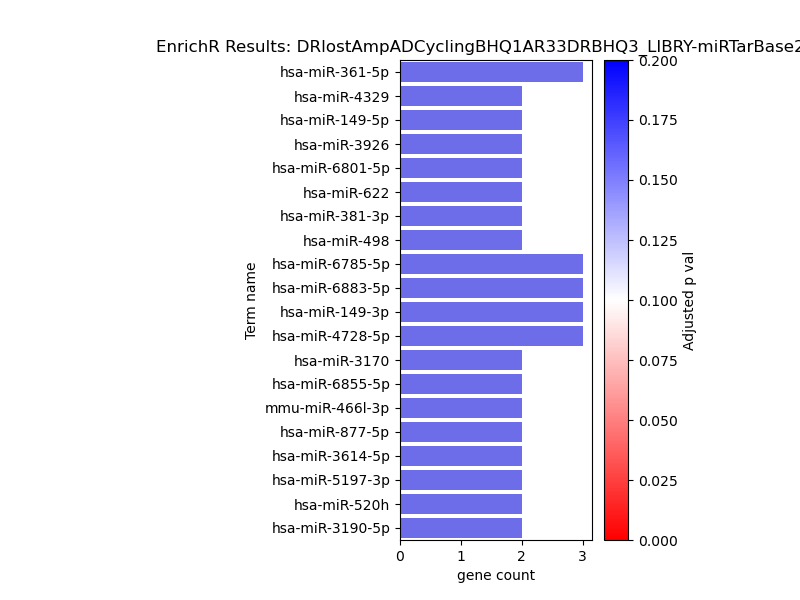 EnrichR Results: DRlostAmpADCyclingBHQ1AR33DRBHQ3_LIBRY-miRTarBase2
hsa-miR-361-5p
hsa-miR-4329
hsa-miR-149-5p
hsa-miR-3926
hsa-miR-6801-5p
hsa-miR-622
hsa-miR-381-3p
hsa-miR-498
hsa-miR-6785-5p
hsa-miR-6883-5p
hsa-miR-149-3p
hsa-miR-4728-5p
hsa-miR-3170
hsa-miR-6855-5p
mmu-miR-466l-3p
hsa-miR-877-5p
hsa-miR-3614-5p
hsa-miR-5197-3p
hsa-miR-520h
hsa-miR-3190-5p
Term name
0 1 2 3
gene count
0.200
0.175
0.150
0.125
0.100
0.075
0.050
0.025
0.000
Adjusted p val